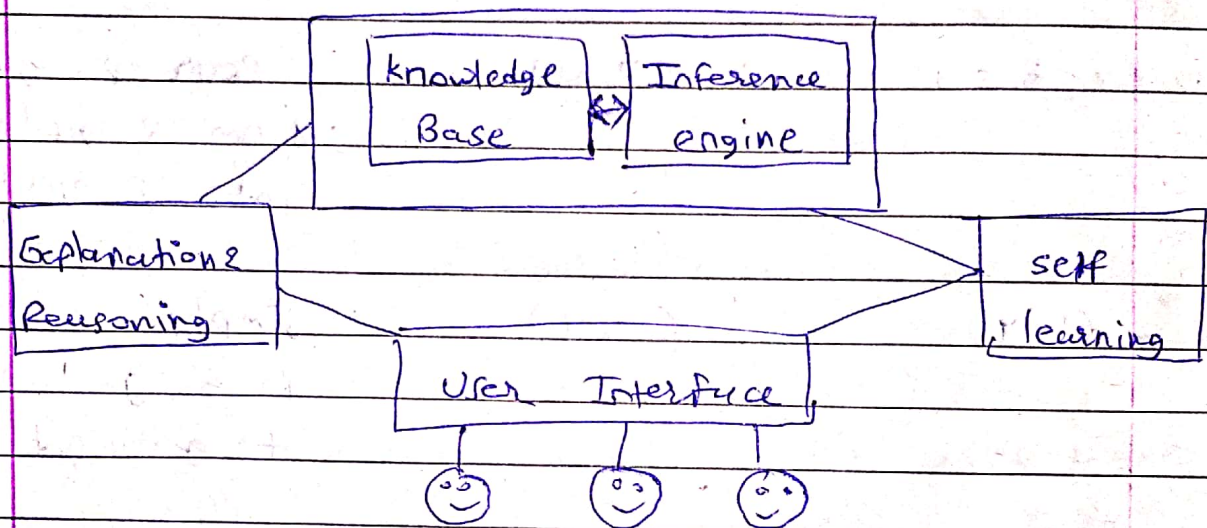 Knowledge
Base
Inference
engine
Explanation &
Reasoning
self
learning
User Interface